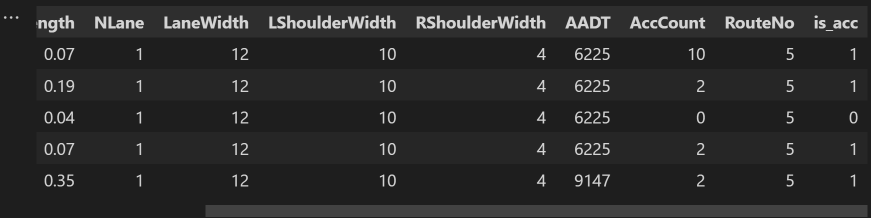 ... ength NLane LaneWidth LShoulderWidth RShoulderWidth AADT AccCount RouteNo is_acc
0.07 1 12 10 4 6225 10 5 1
0.19 1 12 10 4 6225 2 5 1
0.04 1 12 10 4 6225 0 5 0
0.07 1 12 10 4 6225 2 5 1
0.35 1 12 10 4 9147 2 5 1